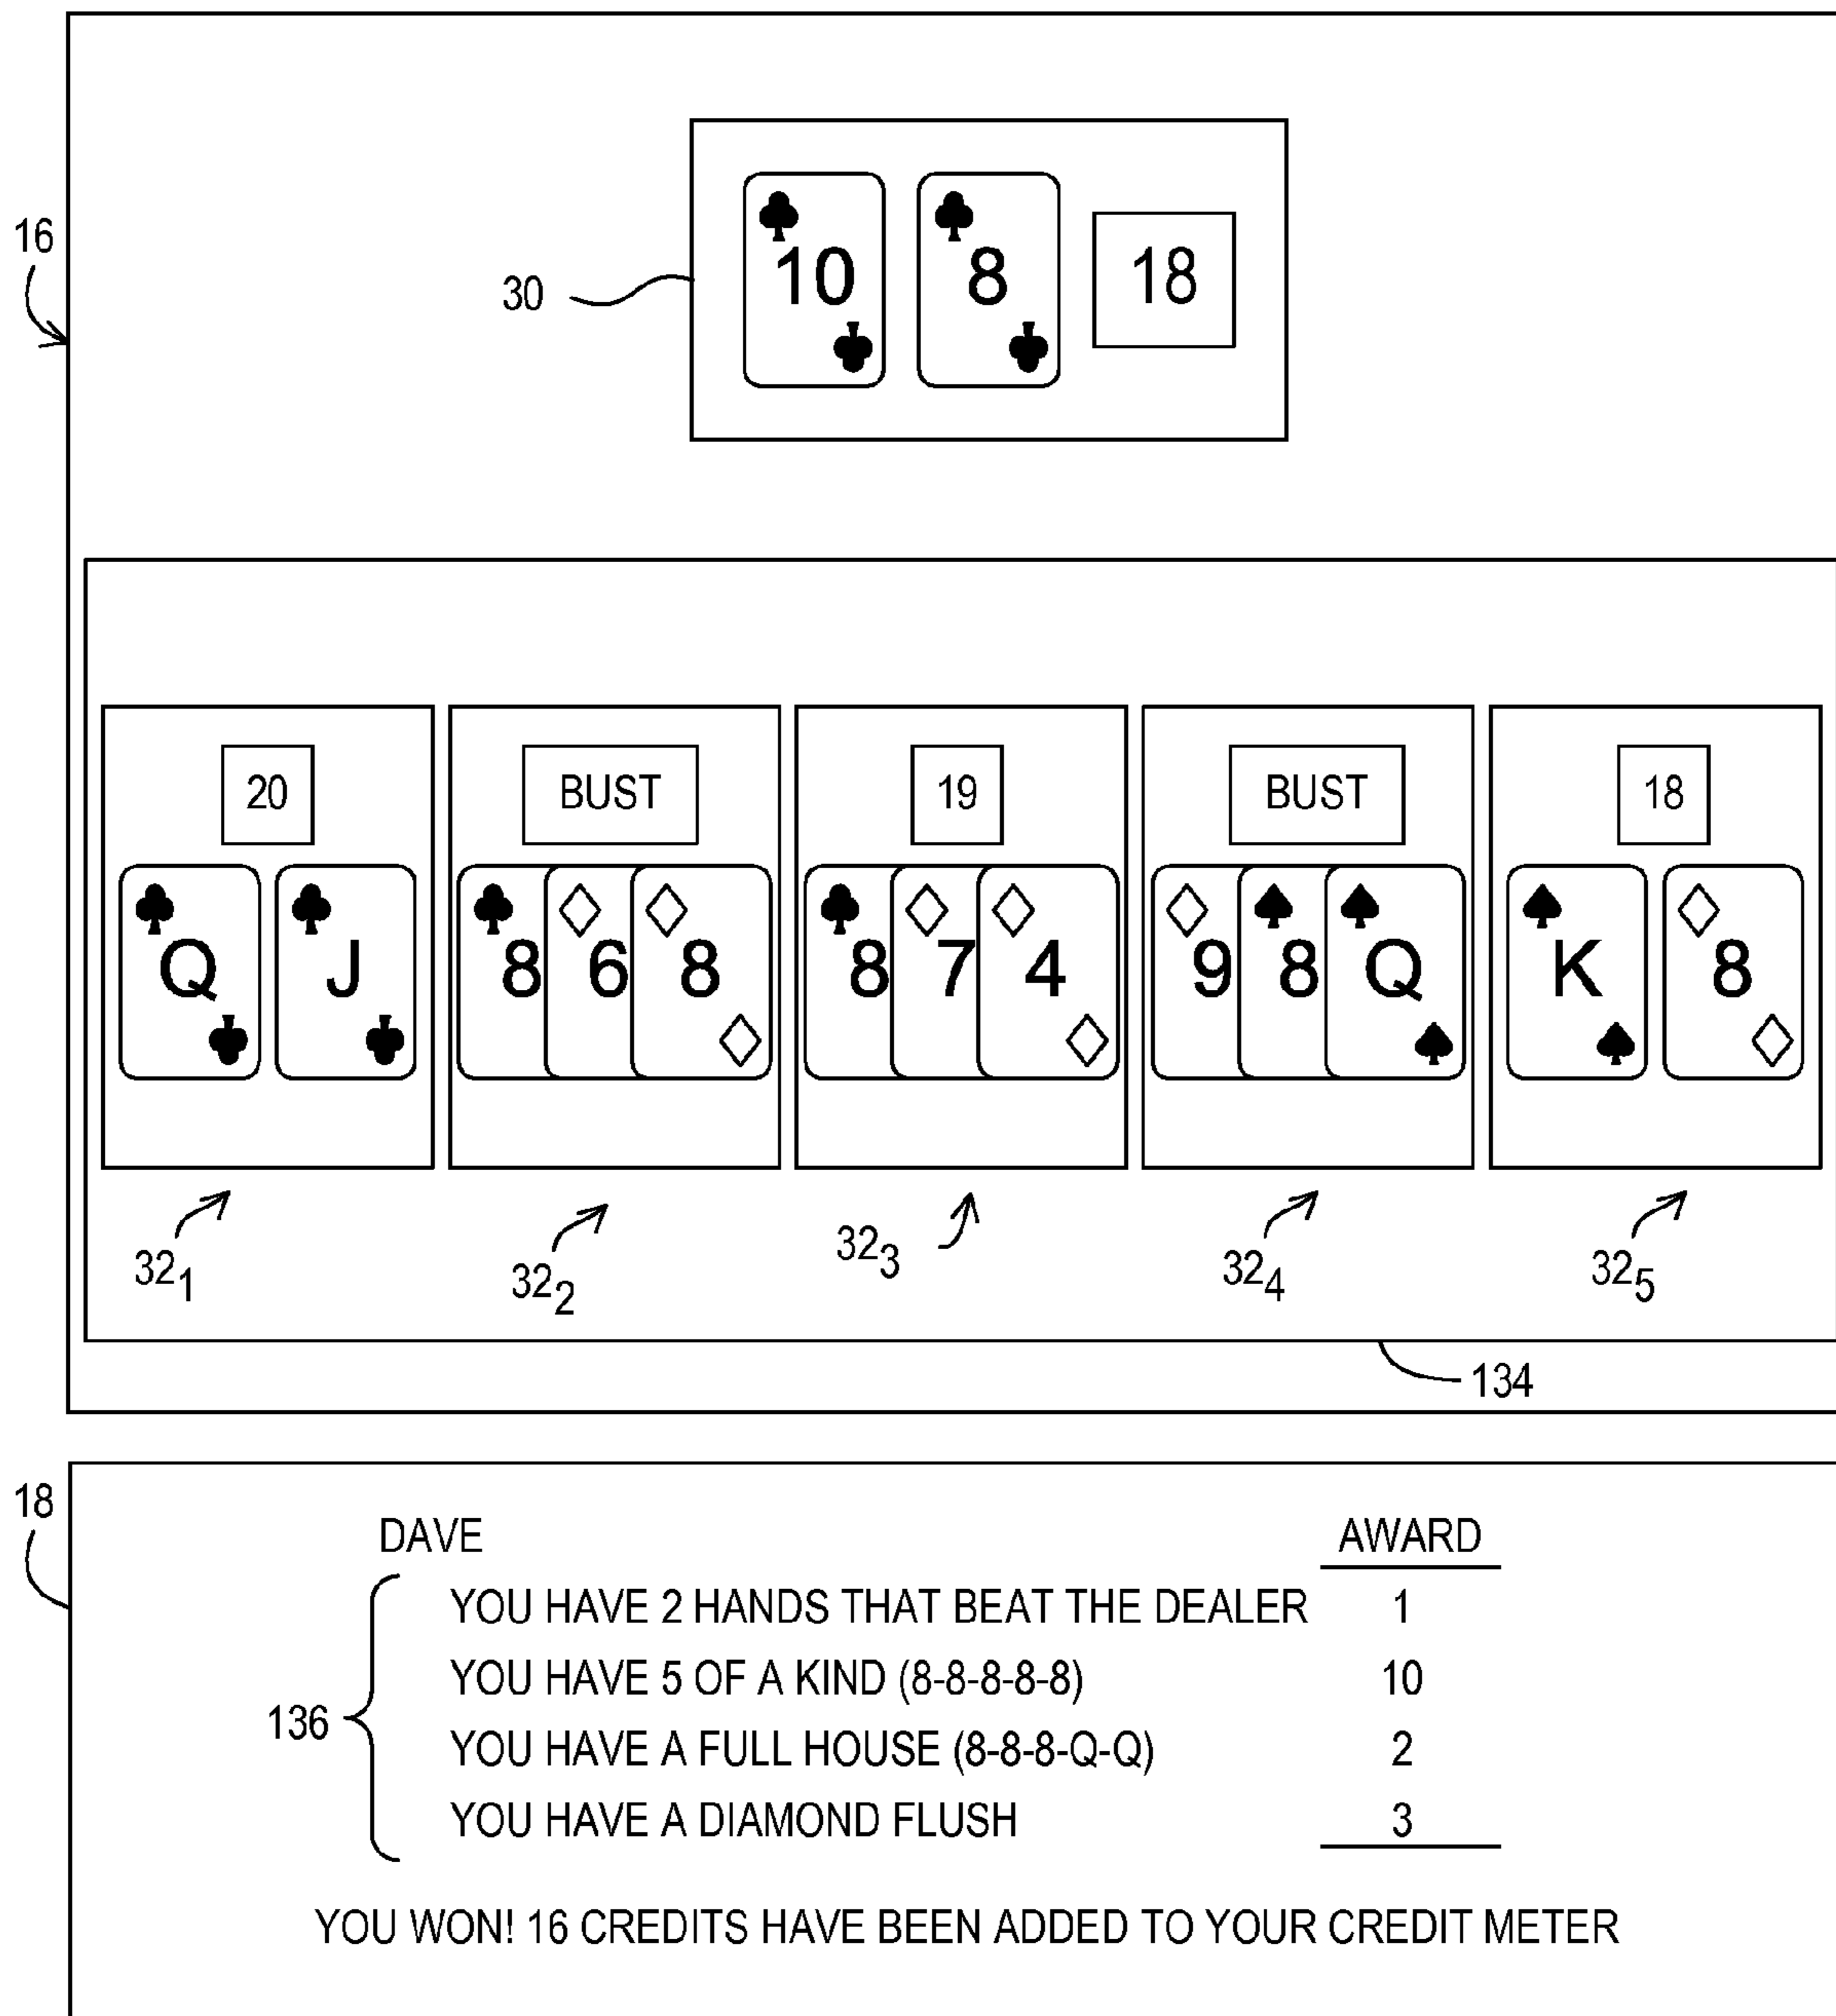 16
30
10 8 18
20 BUST 19 BUST 18
Q J 8 6 8 8 7 4 9 8 Q K 8
32₁ 32₂ 32₃ 32₄ 32₅
134
18
DAVE AWARD
YOU HAVE 2 HANDS THAT BEAT THE DEALER 1
YOU HAVE 5 OF A KIND (8-8-8-8-8) 10
136
YOU HAVE A FULL HOUSE (8-8-8-Q-Q) 2
YOU HAVE A DIAMOND FLUSH 3
YOU WON! 16 CREDITS HAVE BEEN ADDED TO YOUR CREDIT METER